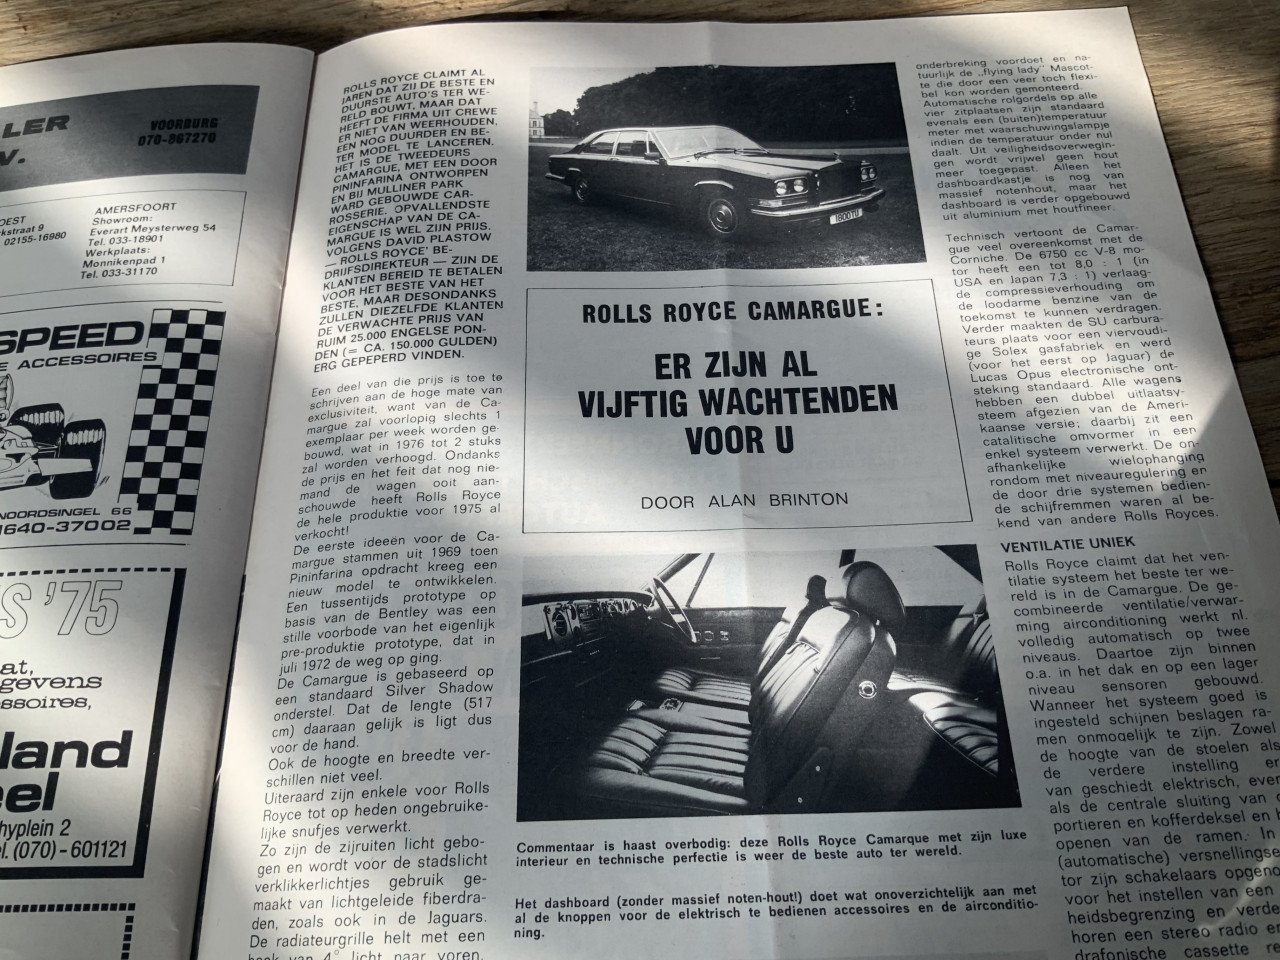 LER
V.
VOORBURG
070-867270
OEST
rkstraat 9
02155-16980
AMERSFOORT
Showroom:
Everart Meysterweg 54
Tel. 033-18901
Werkplaats:
Monnikenpad 1
Tel. 033-31170
SPEED
E ACCESSOIRES
NOORDSINGEL 66
1640-37002
S '75
at,
gevens
ssoires,
land
eel
hyplein 2
el. (070) - 601121
ROLLS ROYCE CLAIMT AL
JAREN DAT ZIJ DE BESTE EN
DUURSTE AUTO'S TER WE-
RELD BOUWT, MAAR DAT
HEEFT DE FIRMA UIT CREWE
ER NIET VAN WEERHOUDEN,
EEN NOG DUURDER EN BE-
TER MODEL TE LANCEREN.
HET IS DE TWEEDEURS
CAMARGUE, MET EEN DOOR
PININFARINA ONTWORPEN
EN BIJ MULLINER PARK
WARD GEBOUWDE CAR-
ROSSERIE. OPVALLENDSTE
EIGENSCHAP VAN DE CA-
MARGUE IS WEL ZIJN PRIJS.
VOLGENS DAVID PLASTOW
— ROLLS ROYCE' BE-
DRIJFSDIREKTEUR — ZIJN DE
KLANTEN BEREID TE BETALEN
VOOR HET BESTE VAN HET
BESTE, MAAR DESONDANKS
ZULLEN DIEZELFDE KLANTEN
DE VERWACHTE PRIJS VAN
RUIM 25.000 ENGELSE PON-
DEN (= CA. 150.000 GULDEN)
ERG GEPEPERD VINDEN.
Een deel van die prijs is toe te
schrijven aan de hoge mate van
exclusiviteit, want van de Ca-
margue zal voorlopig slechts 1
exemplaar per week worden ge-
bouwd, wat in 1976 tot 2 stuks
zal worden verhoogd. Ondanks
de prijs en het feit dat nog nie-
mand de wagen ooit aan-
schouwde heeft Rolls Royce
de hele produktie voor 1975 al
verkocht!
De eerste ideeën voor de Ca-
margue stammen uit 1969 toen
Pininfarina opdracht kreeg een
nieuw model te ontwikkelen.
Een tussentijds prototype op
basis van de Bentley was een
stille voorbode van het eigenlijk
pre-produktie prototype, dat in
juli 1972 de weg op ging.
De Camargue is gebaseerd op
een standaard Silver Shadow
onderstel. Dat de lengte (517
cm) daaraan gelijk is ligt dus
voor de hand.
Ook de hoogte en breedte ver-
schillen niet veel.
Uiteraard zijn enkele voor Rolls
Royce tot op heden ongebruike-
lijke snufjes verwerkt.
Zo zijn de zijruiten licht gebo-
gen en wordt voor de stadslicht
verklikkerlichtjes gebruik ge-
maakt van lichtgeleide fiberdra-
den, zoals ook in de Jaguars.
De radiateurgrille helt met een
hoek van 4° licht naar voren,
1800 TU
ROLLS ROYCE CAMARGUE:
ER ZIJN AL
VIJFTIG WACHTENDEN
VOOR U
DOOR ALAN BRINTON
Commentaar is haast overbodig: deze Rolls Royce Camarque met zijn luxe
interieur en technische perfectie is weer de beste auto ter wereld.
Het dashboard (zonder massief noten-hout!) doet wat onoverzichtelijk aan met
al de knoppen voor de elektrisch te bedienen accessoires en de airconditio-
ning.
onderbreking voordoet en na-
tuurlijk de „flying lady" Mascot-
te die door een veer toch flexi-
bel kon worden gemonteerd.
Automatische rolgordels op alle
vier zitplaatsen zijn standaard
evenals een (buiten)temperatuur
meter met waarschuwingslampje
indien de temperatuur onder nul
daalt. Uit veiligheidsoverwegin-
gen wordt vrijwel geen hout
meer toegepast. Alleen het
dashboardkastje is nog van
massief notenhout, maar het
dashboard is verder opgebouwd
uit aluminium met houtfineer.
Technisch vertoont de Camar-
gue veel overeenkomst met de
Corniche. De 6750 cc V-8 mo-
tor heeft een tot 8.0 : 1 (in
USA en Japan 7.3 : 1) verlaag-
de compressieverhouding om
de loodarme benzine van de
toekomst te kunnen verdragen.
Verder maakten de SU carbura-
teurs plaats voor een viervoudi-
ge Solex gasfabriek en werd
(voor het eerst op Jaguar) de
Lucas Opus electronische ont-
steking standaard. Alle wagens
hebben een dubbel uitlaatsy-
steem afgezien van de Ameri-
kaanse versie; daarbij zit een
catalitische omvormer in een
enkel systeem verwerkt. De on-
afhankelijke wielophanging
rondom met niveauregulering en
de door drie systemen bedien-
de schijfremmen waren al be-
kend van andere Rolls Royces.
VENTILATIE UNIEK
Rolls Royce claimt dat het ven-
tilatie systeem het beste ter we-
reld is in de Camargue. De ge-
combineerde ventilatie/verwar-
ming airconditioning werkt nl.
volledig automatisch op twee
niveaus. Daartoe zijn binnen
o.a. in het dak en op een lager
niveau sensoren gebouwd.
Wanneer het systeem goed is
ingesteld schijnen beslagen ra-
men onmogelijk te zijn. Zowel
de hoogte van de stoelen als
de verdere instelling er
van geschiedt elektrisch, even
als de centrale sluiting van
portieren en kofferdeksel en h
openen van de ramen. In
(automatische) versnellingse
tor zijn schakelaars opgeno
voor het instellen van een
heidsbegrenzing en verde
horen een stereo radio en
drafonische cassette re